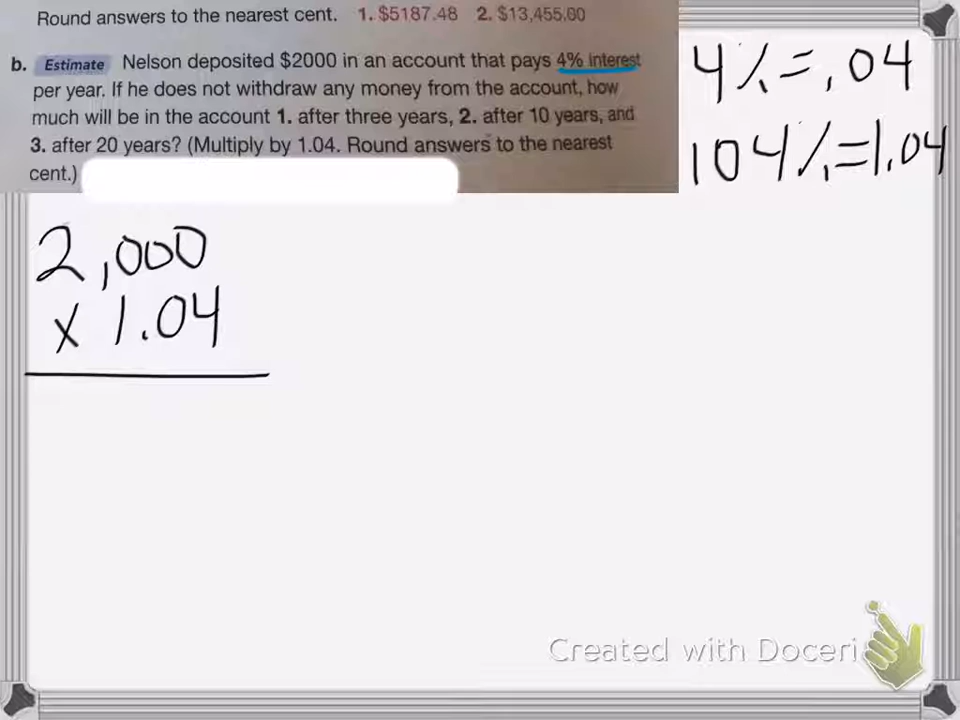 Round answers to the nearest cent. 1. $5187.48 2. $13,455.00
b. Estimate Nelson deposited $2000 in an account that pays 4% interest
per year. If he does not withdraw any money from the account, how
much will be in the account 1. after three years, 2. after 10 years, and
3. after 20 years? (Multiply by 1.04. Round answers to the nearest
cent.)
4%=.04
104%=1.04
2,000
x 1.04
Created with Doceri